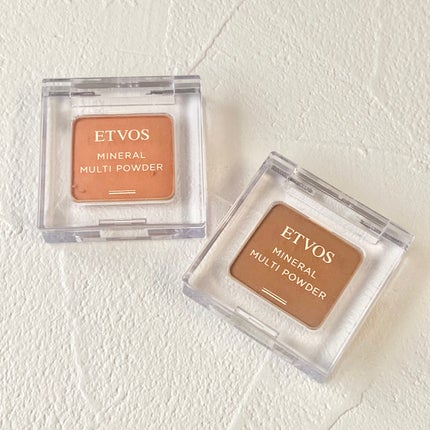 ETVOS
MINERAL
MULTI POWDER
ETVOS
MINERAL
MULTI POWDER